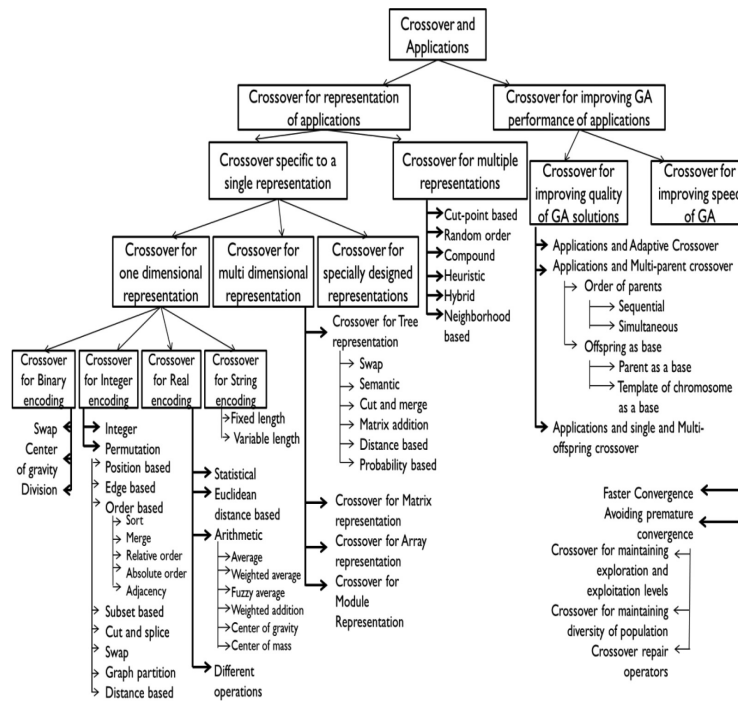 Crossover and
Applications
Crossover for representation
of applications
Crossover for improving GA
performance of applications
Crossover specific to a
single representation
Crossover for multiple
representations
Crossover for
improving quality
of GA solutions
Crossover for
improving speed
of GA
Cut-point based
Random order
Compound
Heuristic
Hybrid
Neighborhood
based
Crossover for
one dimensional
representation
Crossover for
multi dimensional
representation
Crossover for
specially designed
representations
Crossover
for Binary
encoding
Crossover
for Integer
encoding
Crossover
for Real
encoding
Crossover
for String
encoding
Swap
Center
of gravity
Division
Integer
Permutation
Position based
Edge based
Order based
Sort
Merge
Relative order
Absolute order
Adjacency
Subset based
Cut and splice
Swap
Graph partition
Distance based
Statistical
Euclidean
distance based
Arithmetic
Average
Weighted average
Fuzzy average
Weighted addition
Center of gravity
Center of mass
Different
operations
Fixed length
Variable length
Crossover for Tree
representation
Swap
Semantic
Cut and merge
Matrix addition
Distance based
Probability based
Crossover for Matrix
representation
Crossover for Array
representation
Crossover for
Module
Representation
Applications and Adaptive Crossover
Applications and Multi-parent crossover
Order of parents
Sequential
Simultaneous
Offspring as base
Parent as a base
Template of chromosome
as a base
Applications and single and Multi-
offspring crossover
Faster Convergence
Avoiding premature
convergence
Crossover for maintaining
exploration and
exploitation levels
Crossover for maintaining
diversity of population
Crossover repair
operators